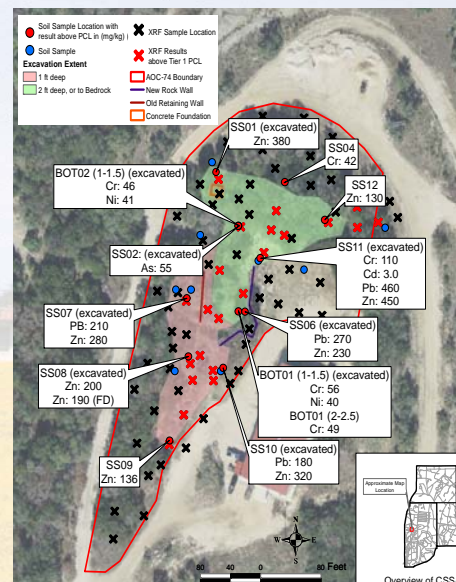 Soil Sample Location with
result above PCL in (mg/kg)
Soil Sample
Excavation Extent
1 ft deep
2 ft deep, or to Bedrock
XRF Sample Location
XRF Results
above Tier 1 PCL
AOC-74 Boundary
New Rock Wall
Old Retaining Wall
Concrete Foundation
SS01 (excavated)
Zn: 380
SS04
Cr: 42
BOT02 (1-1.5) (excavated)
Cr: 46
Ni: 41
SS12
Zn: 130
SS02: (excavated)
As: 55
SS11 (excavated)
Cr: 110
Cd: 3.0
Pb: 460
Zn: 450
SS07 (excavated)
PB: 210
Zn: 280
SS06 (excavated)
Pb: 270
Zn: 230
SS08 (excavated)
Zn: 200
Zn: 190 (FD)
BOT01 (1-1.5) (excavated)
Cr: 56
Ni: 40
BOT01 (2-2.5)
Cr: 49
SS09
Zn: 136
SS10 (excavated)
Pb: 180
Zn: 320
Approximate Map
Location
N
W E
S
80 0 80 Feet
Overview of CSS